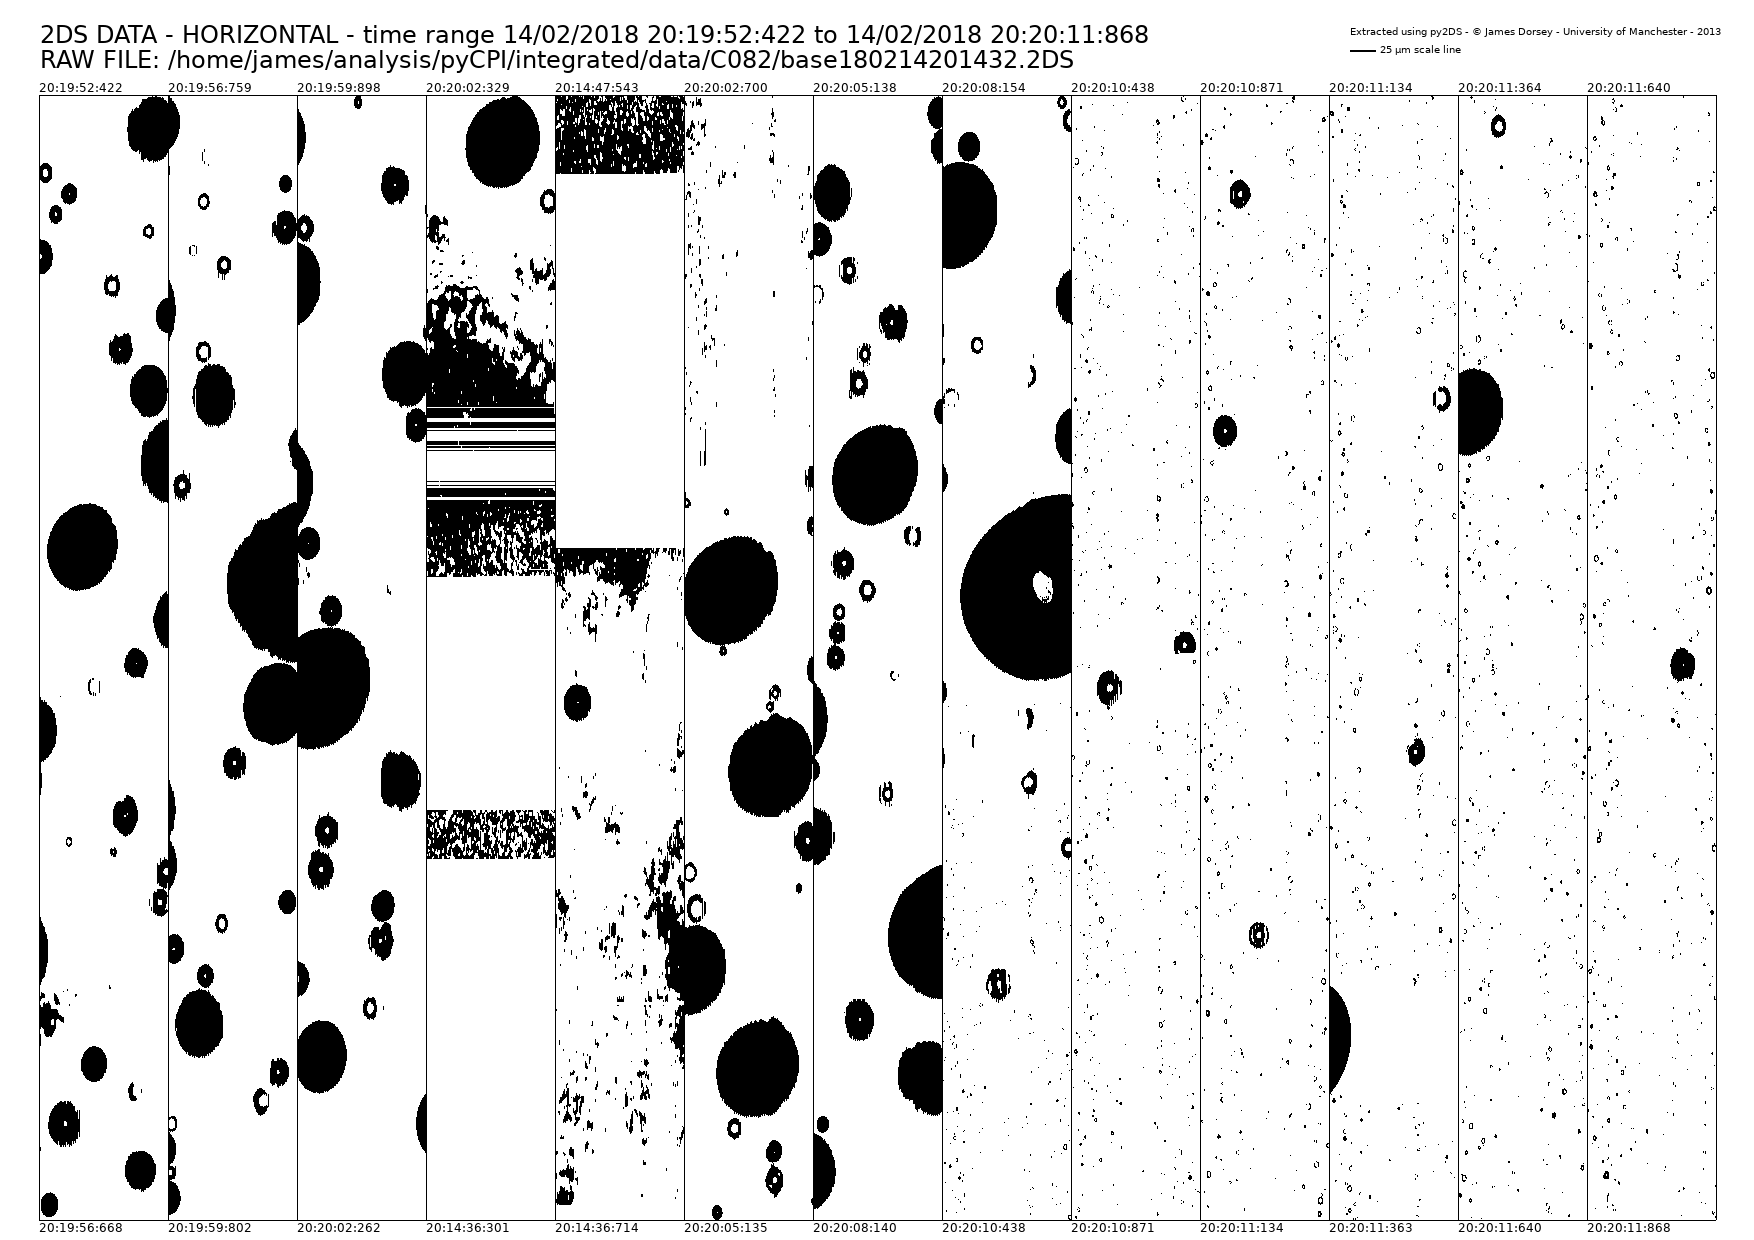 2DS DATA - HORIZONTAL - time range 14/02/2018 20:19:52:422 to 14/02/2018 20:20:11:868
RAW FILE: /home/james/analysis/pyCPI/integrated/data/C082/base180214201432.2DS
Extracted using py2DS - © James Dorsey - University of Manchester - 2013
25 µm scale line
20:19:52:422 20:19:56:759 20:19:59:898 20:20:02:329 20:14:47:543 20:20:02:700 20:20:05:138 20:20:08:154 20:20:10:438 20:20:10:871 20:20:11:134 20:20:11:364 20:20:11:640
20:19:56:668 20:19:59:802 20:20:02:262 20:14:36:301 20:14:36:714 20:20:05:135 20:20:08:140 20:20:10:438 20:20:10:871 20:20:11:134 20:20:11:363 20:20:11:640 20:20:11:868